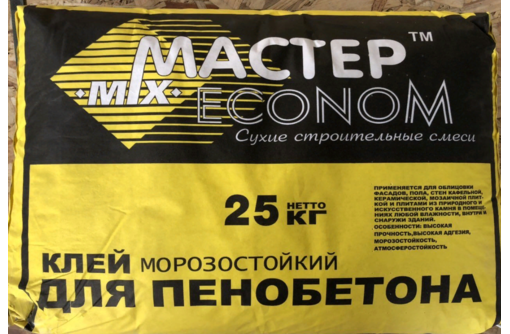 МАСТЕР™
·MIX·
ECONOM
Сухие строительные смеси
25 НЕТТО КГ
ПРИМЕНЯЕТСЯ ДЛЯ ОБЛИЦОВКИ
ФАСАДОВ, ПОЛА, СТЕН КАФЕЛЬНОЙ,
КЕРАМИЧЕСКОЙ, МОЗАИЧНОЙ ПЛИТ-
КОЙ И ПЛИТАМИ ИЗ ПРИРОДНОГО И
ИСКУССТВЕННОГО КАМНЯ В ПОМЕЩЕ-
НИЯХ ЛЮБОЙ ВЛАЖНОСТИ, ВНУТРИ И
СНАРУЖИ ЗДАНИЙ.
ОСОБЕННОСТИ: ВЫСОКАЯ
ПРОЧНОСТЬ,ВЫСОКАЯ АДГЕЗИЯ,
МОРОЗОСТОЙКОСТЬ,
АТМОСФЕРОСТОЙКОСТЬ
КЛЕЙ МОРОЗОСТОЙКИЙ
ДЛЯ ПЕНОБЕТОНА